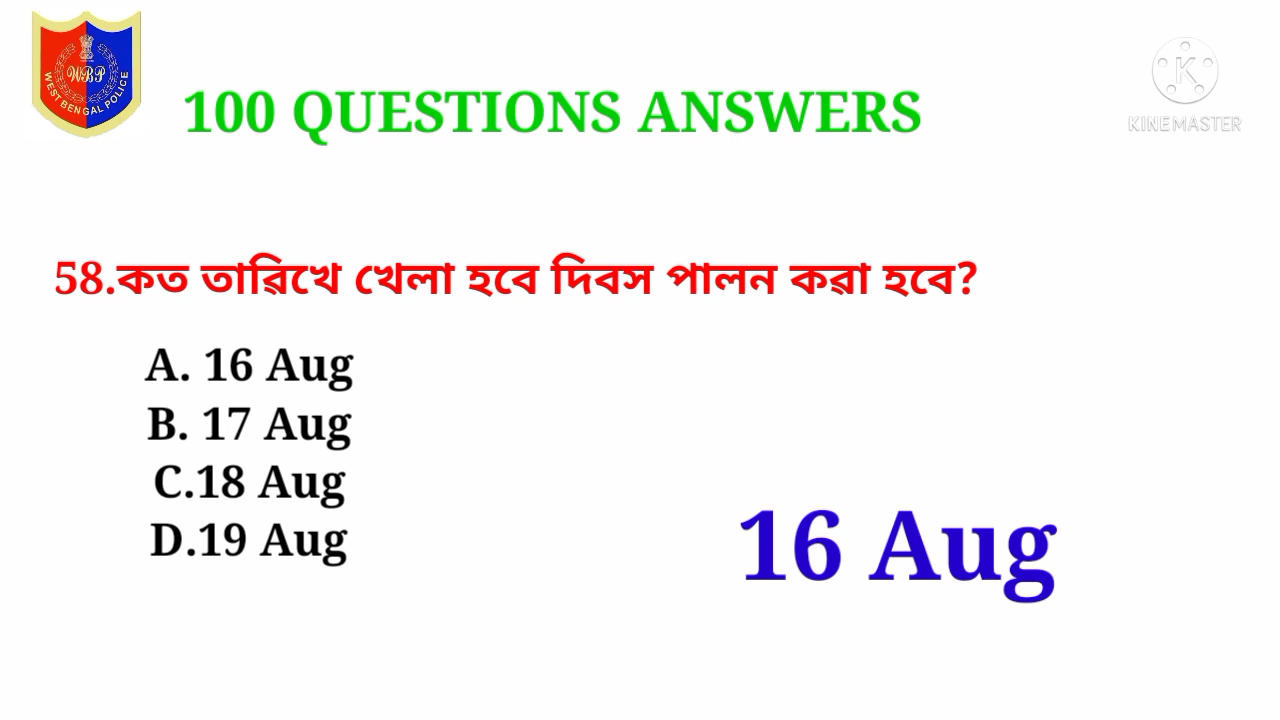 WBP
WEST BENGAL POLICE
100 QUESTIONS ANSWERS
K
KINEMASTER
58.কত তাৱিখে খেলা হবে দিবস পালন কৱা হবে?
A. 16 Aug
B. 17 Aug
C.18 Aug
D.19 Aug
16 Aug